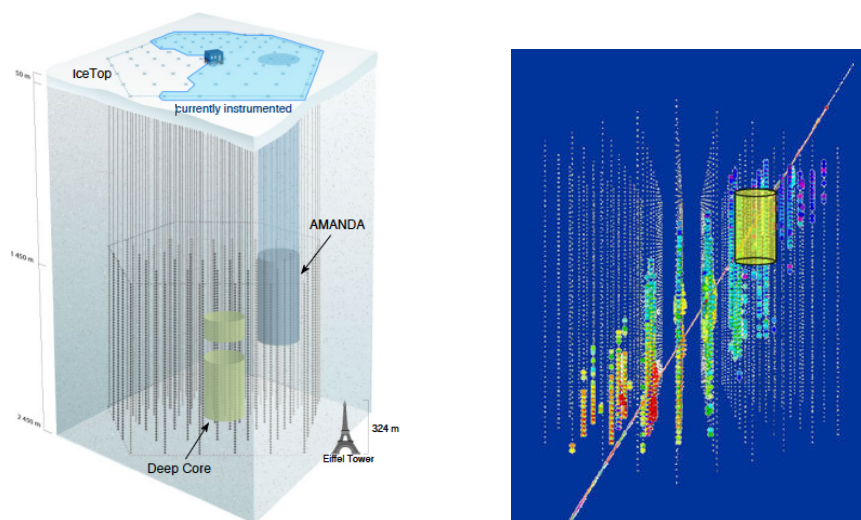 50 m
IceTop
currently instrumented
AMANDA
1 450 m
2 450 m
324 m
Eiffel Tower
Deep Core